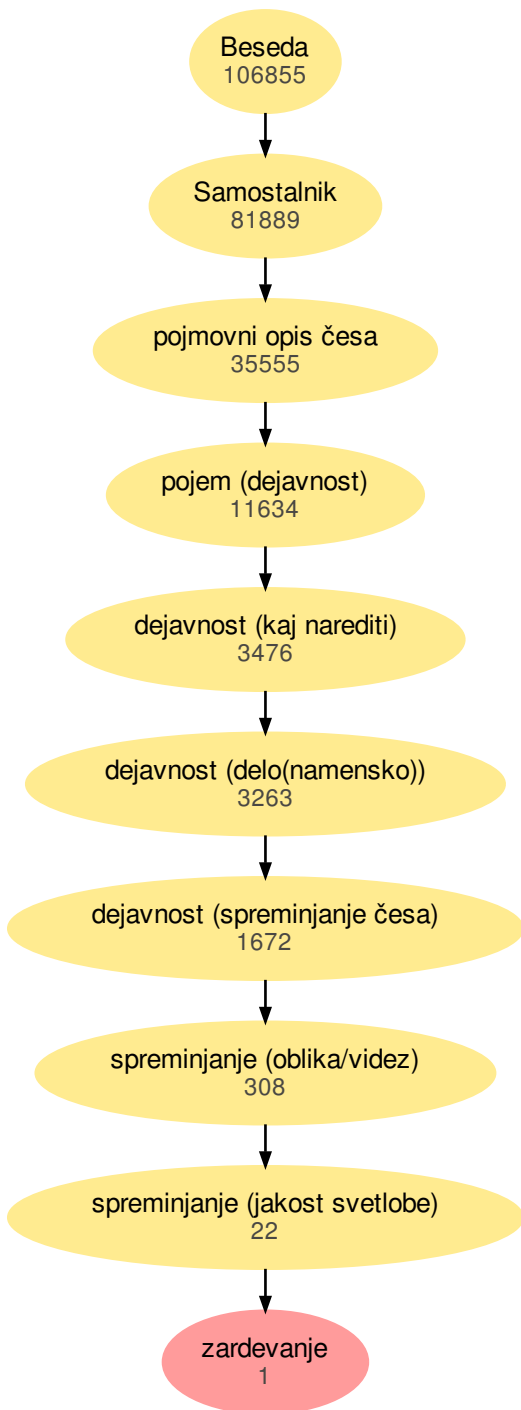 Beseda
106855
Samostalnik
81889
pojmovni opis česa
35555
pojem (dejavnost)
11634
dejavnost (kaj narediti)
3476
dejavnost (delo(namensko))
3263
dejavnost (spreminjanje česa)
1672
spreminjanje (oblika/videz)
308
spreminjanje (jakost svetlobe)
22
zardevanje
1